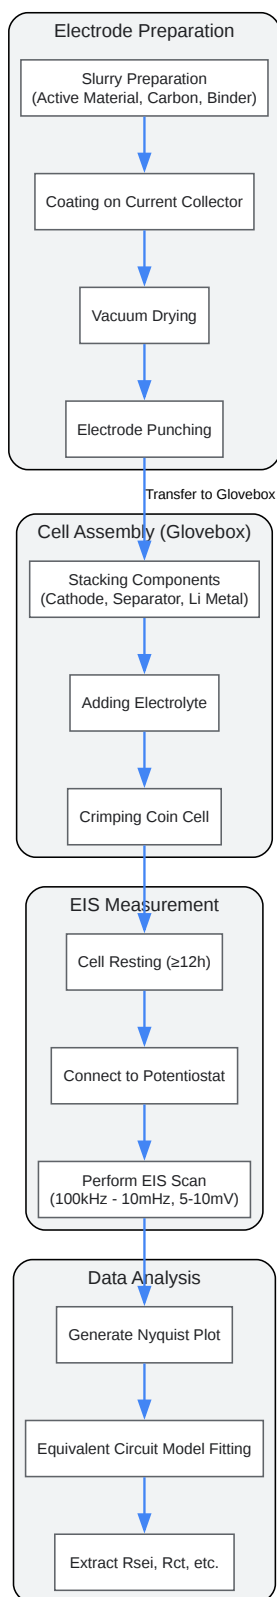 Electrode Preparation
Slurry Preparation
(Active Material, Carbon, Binder)
Coating on Current Collector
Vacuum Drying
Electrode Punching
Transfer to Glovebox
Cell Assembly (Glovebox)
Stacking Components
(Cathode, Separator, Li Metal)
Adding Electrolyte
Crimping Coin Cell
EIS Measurement
Cell Resting (≥12h)
Connect to Potentiostat
Perform EIS Scan
(100kHz - 10mHz, 5-10mV)
Data Analysis
Generate Nyquist Plot
Equivalent Circuit Model Fitting
Extract Rsei, Rct, etc.